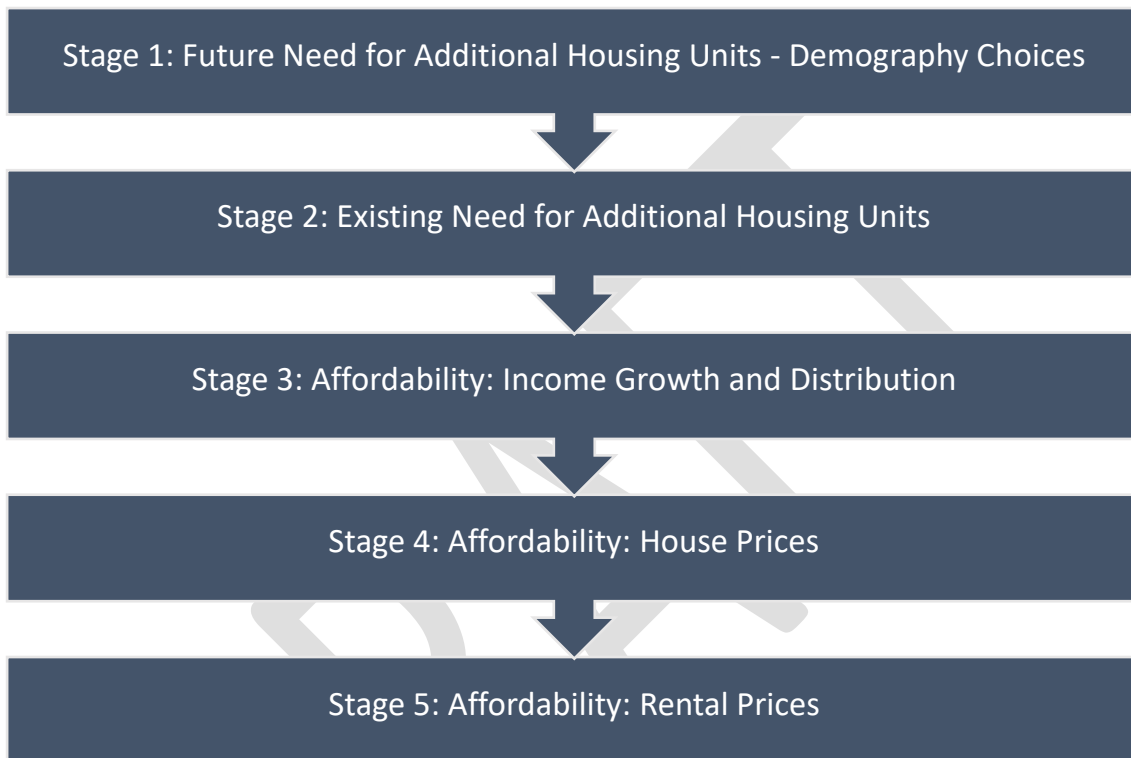 Stage 1: Future Need for Additional Housing Units - Demography Choices
Stage 2: Existing Need for Additional Housing Units
Stage 3: Affordability: Income Growth and Distribution
Stage 4: Affordability: House Prices
Stage 5: Affordability: Rental Prices